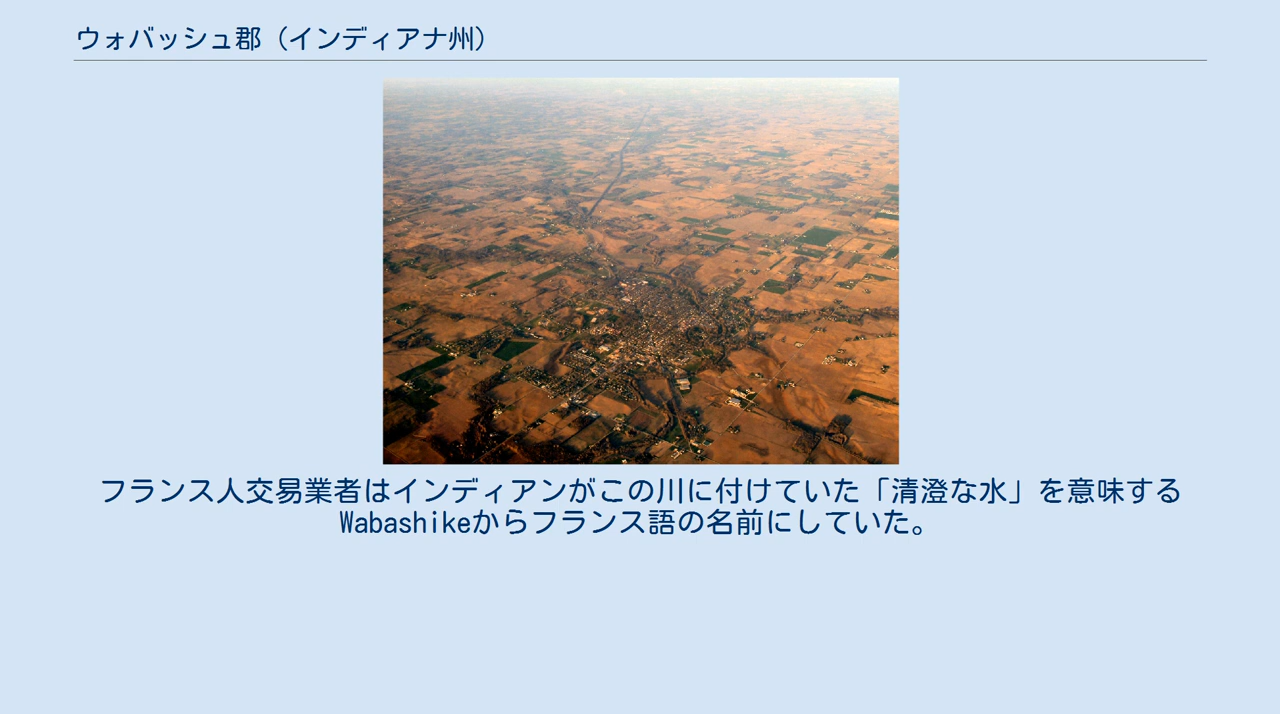 ウォバッシュ郡（インディアナ州）
フランス人交易業者はインディアンがこの川に付けていた「清澄な水」を意味する
Wabashikeからフランス語の名前にしていた。